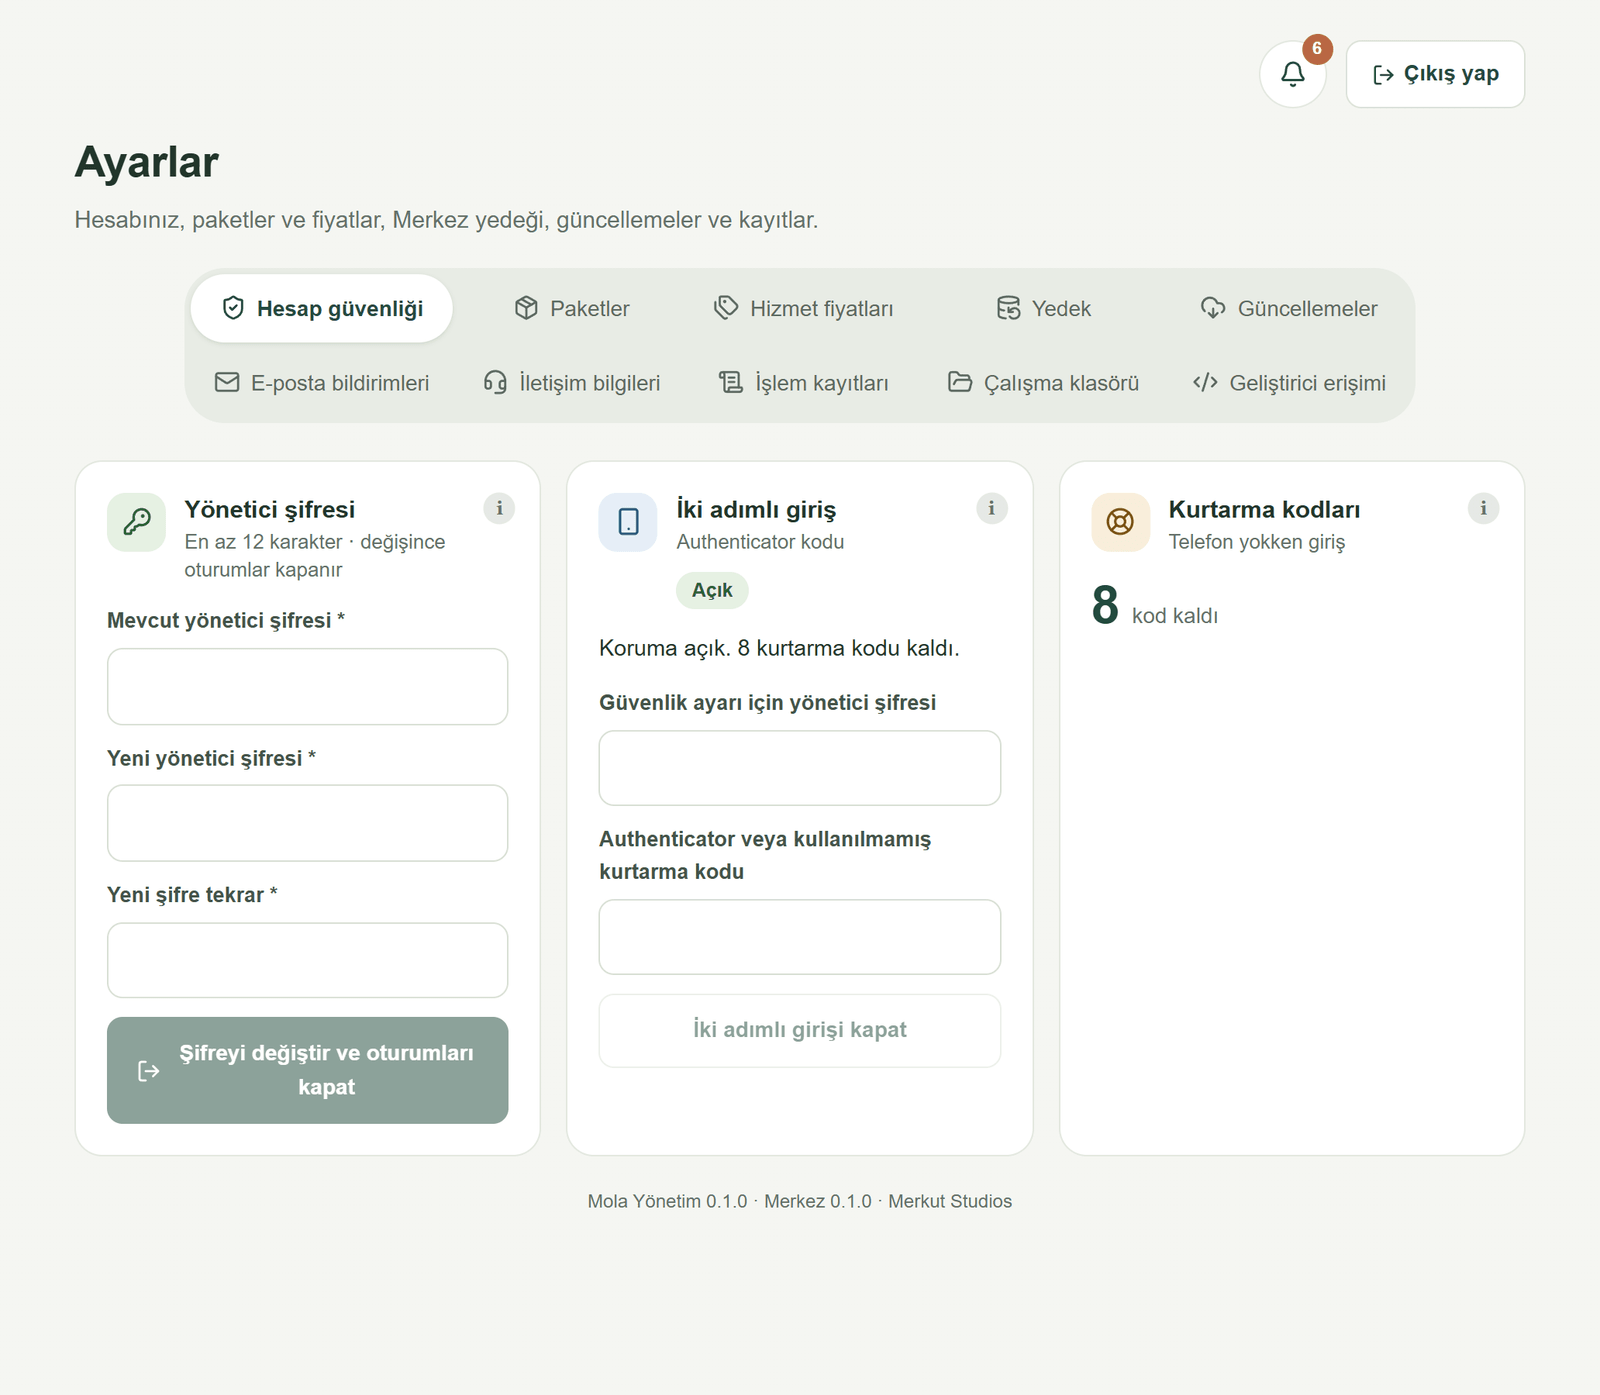 6
Çıkış yap
Ayarlar
Hesabınız, paketler ve fiyatlar, Merkez yedeği, güncellemeler ve kayıtlar.
Hesap güvenliği
Paketler
Hizmet fiyatları
Yedek
Güncellemeler
E-posta bildirimleri
İletişim bilgileri
İşlem kayıtları
Çalışma klasörü
Geliştirici erişimi
Yönetici şifresi
i
En az 12 karakter · değişince
oturumlar kapanır
Mevcut yönetici şifresi *
Yeni yönetici şifresi *
Yeni şifre tekrar *
Şifreyi değiştir ve oturumları
kapat
İki adımlı giriş
i
Authenticator kodu
Açık
Koruma açık. 8 kurtarma kodu kaldı.
Güvenlik ayarı için yönetici şifresi
Authenticator veya kullanılmamış
kurtarma kodu
İki adımlı girişi kapat
Kurtarma kodları
i
Telefon yokken giriş
8 kod kaldı
Mola Yönetim 0.1.0 · Merkez 0.1.0 · Merkut Studios